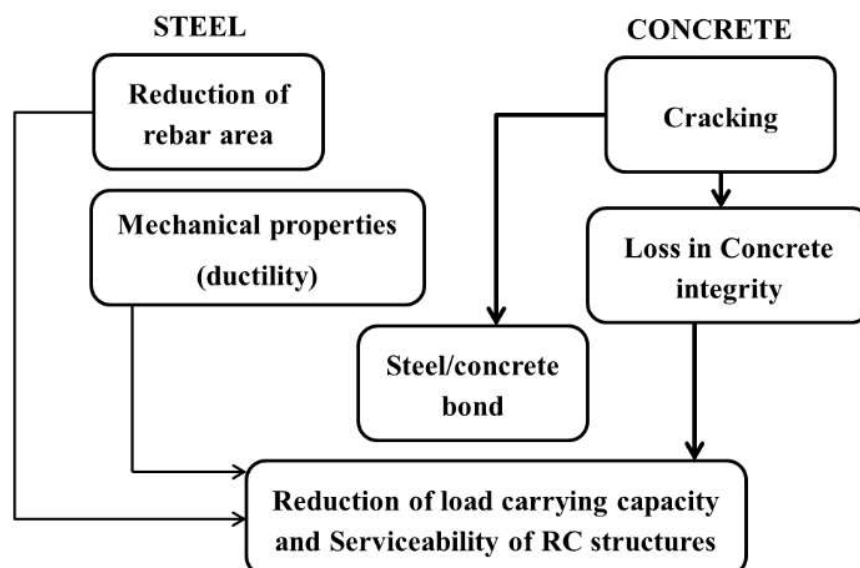 STEEL
Reduction of
rebar area
Mechanical properties
(ductility)
CONCRETE
Cracking
Loss in Concrete
integrity
Steel/concrete
bond
Reduction of load carrying capacity
and Serviceability of RC structures